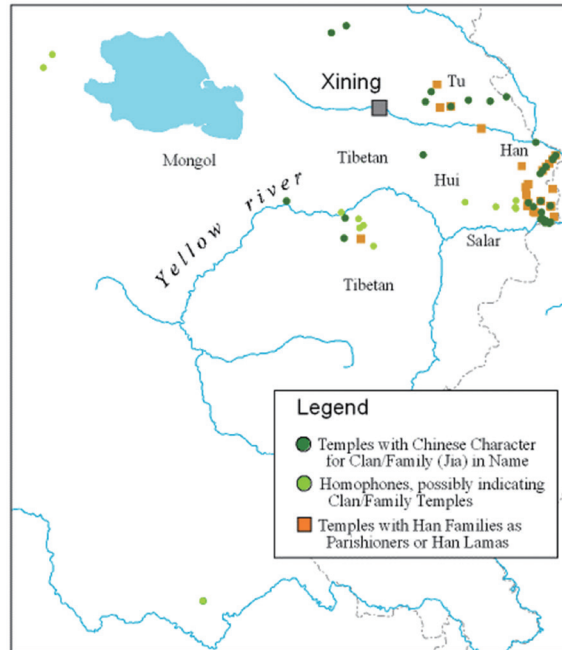 Tu
Xining
Han
Mongol
Tibetan
Hui
Yellow river
Salar
Tibetan
Legend
Temples with Chinese Character
for Clan/Family (Jia) in Name
Homophones, possibly indicating
Clan/Family Temples
Temples with Han Families as
Parishioners or Han Lamas